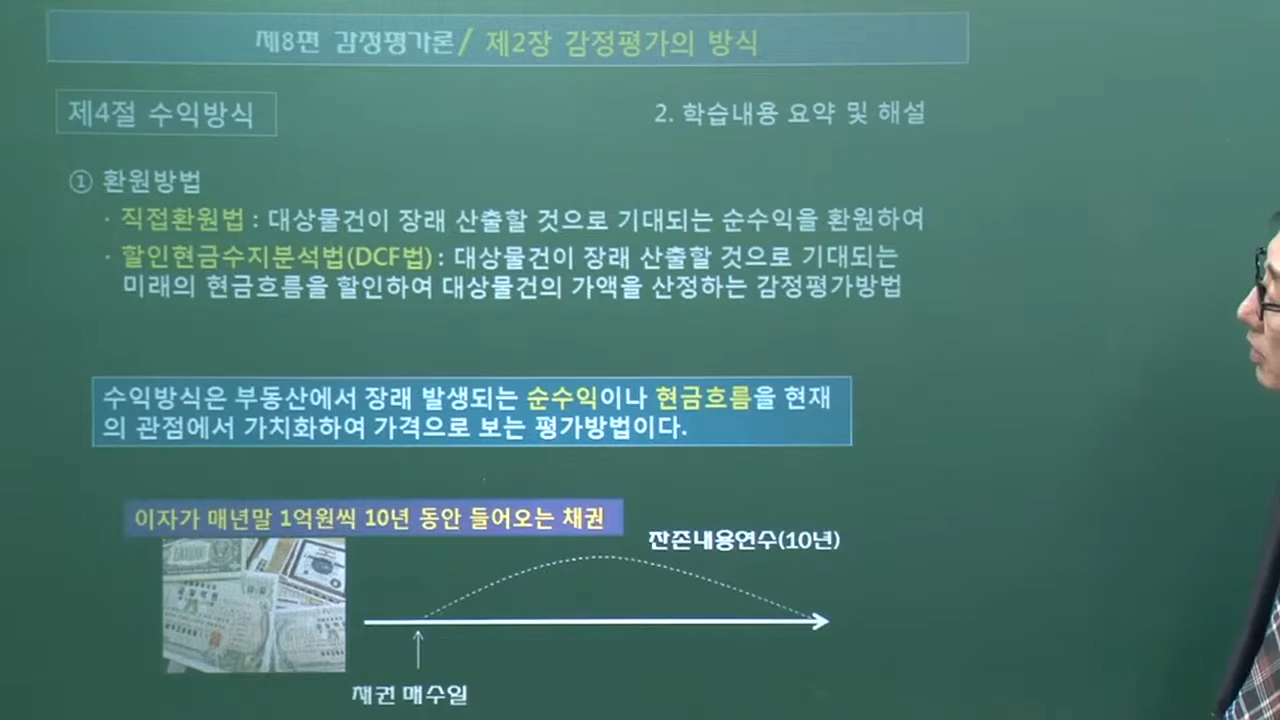 제8편 감정평가론/ 제2장 감정평가의 방식
제4절 수익방식
2. 학습내용 요약 및 해설
① 환원방법
· 직접환원법 : 대상물건이 장래 산출할 것으로 기대되는 순수익을 환원하여
· 할인현금수지분석법(DCF법) : 대상물건이 장래 산출할 것으로 기대되는
미래의 현금흐름을 할인하여 대상물건의 가액을 산정하는 감정평가방법
수익방식은 부동산에서 장래 발생되는 순수익이나 현금흐름을 현재
의 관점에서 가치화하여 가격으로 보는 평가방법이다.
이자가 매년말 1억원씩 10년 동안 들어오는 채권
잔존내용연수(10년)
채권 매수일